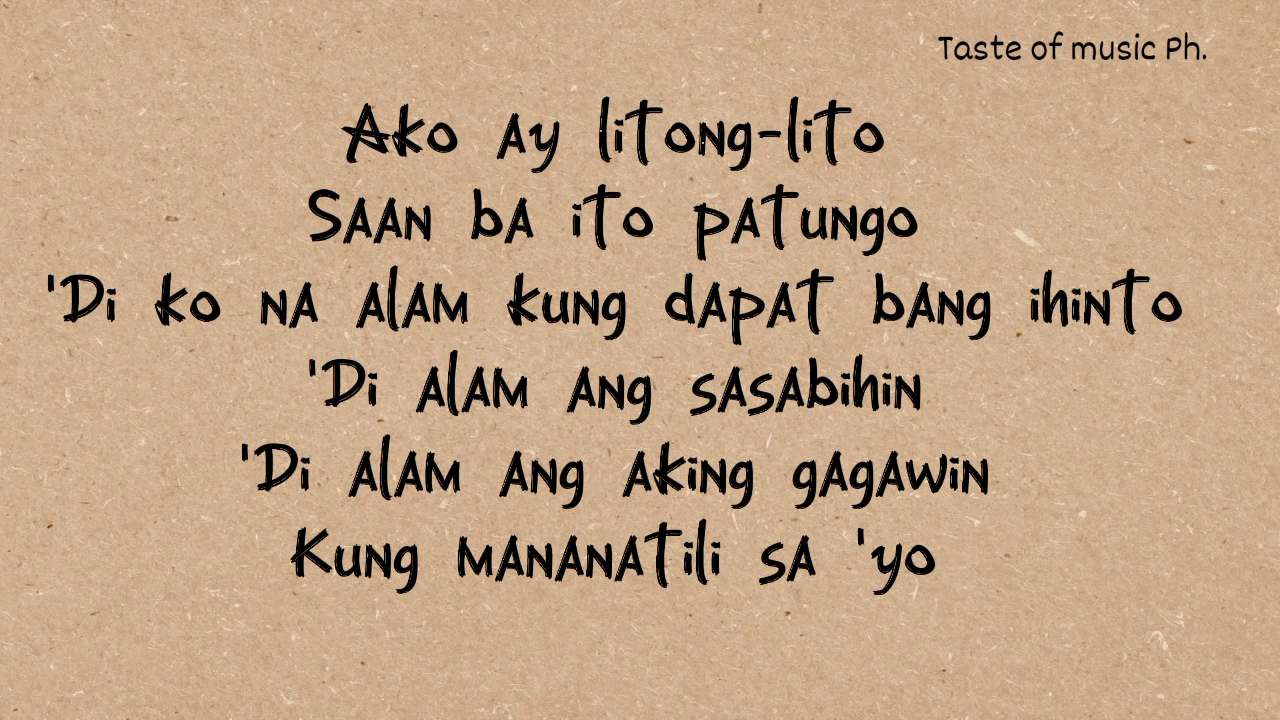 Taste of music Ph.
Ako ay litong-lito
Saan ba ito patungo
'Di ko na alam kung dapat bang ihinto
'Di alam ang sasabihin
'Di alam ang aking gagawin
Kung mananatili sa 'yo